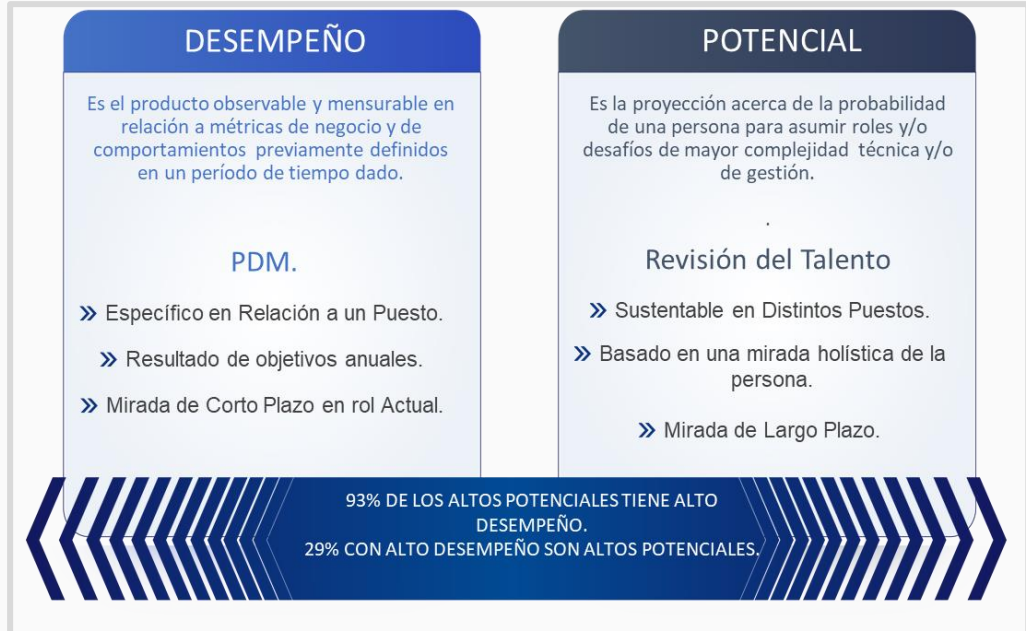 DESEMPEÑO
Es el producto observable y mensurable en
relación a métricas de negocio y de
comportamientos previamente definidos
en un período de tiempo dado.
PDM.
» Específico en Relación a un Puesto.
» Resultado de objetivos anuales.
» Mirada de Corto Plazo en rol Actual.
POTENCIAL
Es la proyección acerca de la probabilidad
de una persona para asumir roles y/o
desafíos de mayor complejidad técnica y/o
de gestión.
.
Revisión del Talento
» Sustentable en Distintos Puestos.
» Basado en una mirada holística de la
persona.
» Mirada de Largo Plazo.
93% DE LOS ALTOS POTENCIALES TIENE ALTO
DESEMPEÑO.
29% CON ALTO DESEMPEÑO SON ALTOS POTENCIALES.